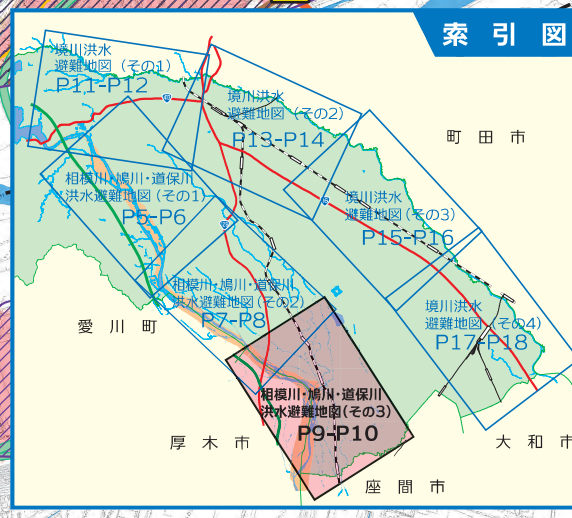 索引図
境川洪水
避難地図（その1）
P11-P12
境川洪水
避難地図（その2）
P13-P14
町田市
相模川・鳩川・道保川
洪水避難地図（その1）
P5-P6
境川洪水
避難地図（その3）
P15-P16
相模川・鳩川・道保川
洪水避難地図（その2）
P7-P8
境川洪水
避難地図（その4）
P17-P18
愛川町
相模川・鳩川・道保川
洪水避難地図（その3）
P9-P10
厚木市
大和市
座間市